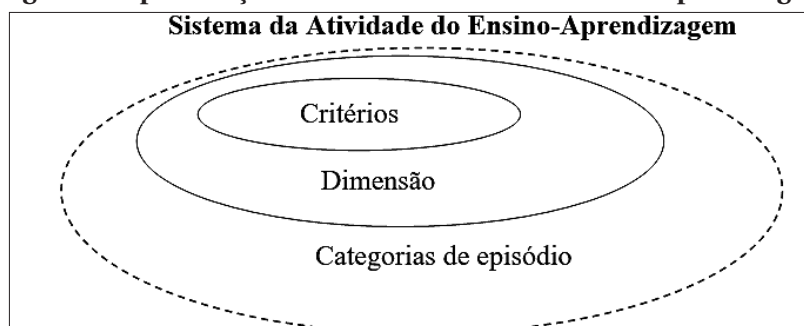 Sistema da Atividade do Ensino-Aprendizagem
Critérios
Dimensão
Categorias de episódio